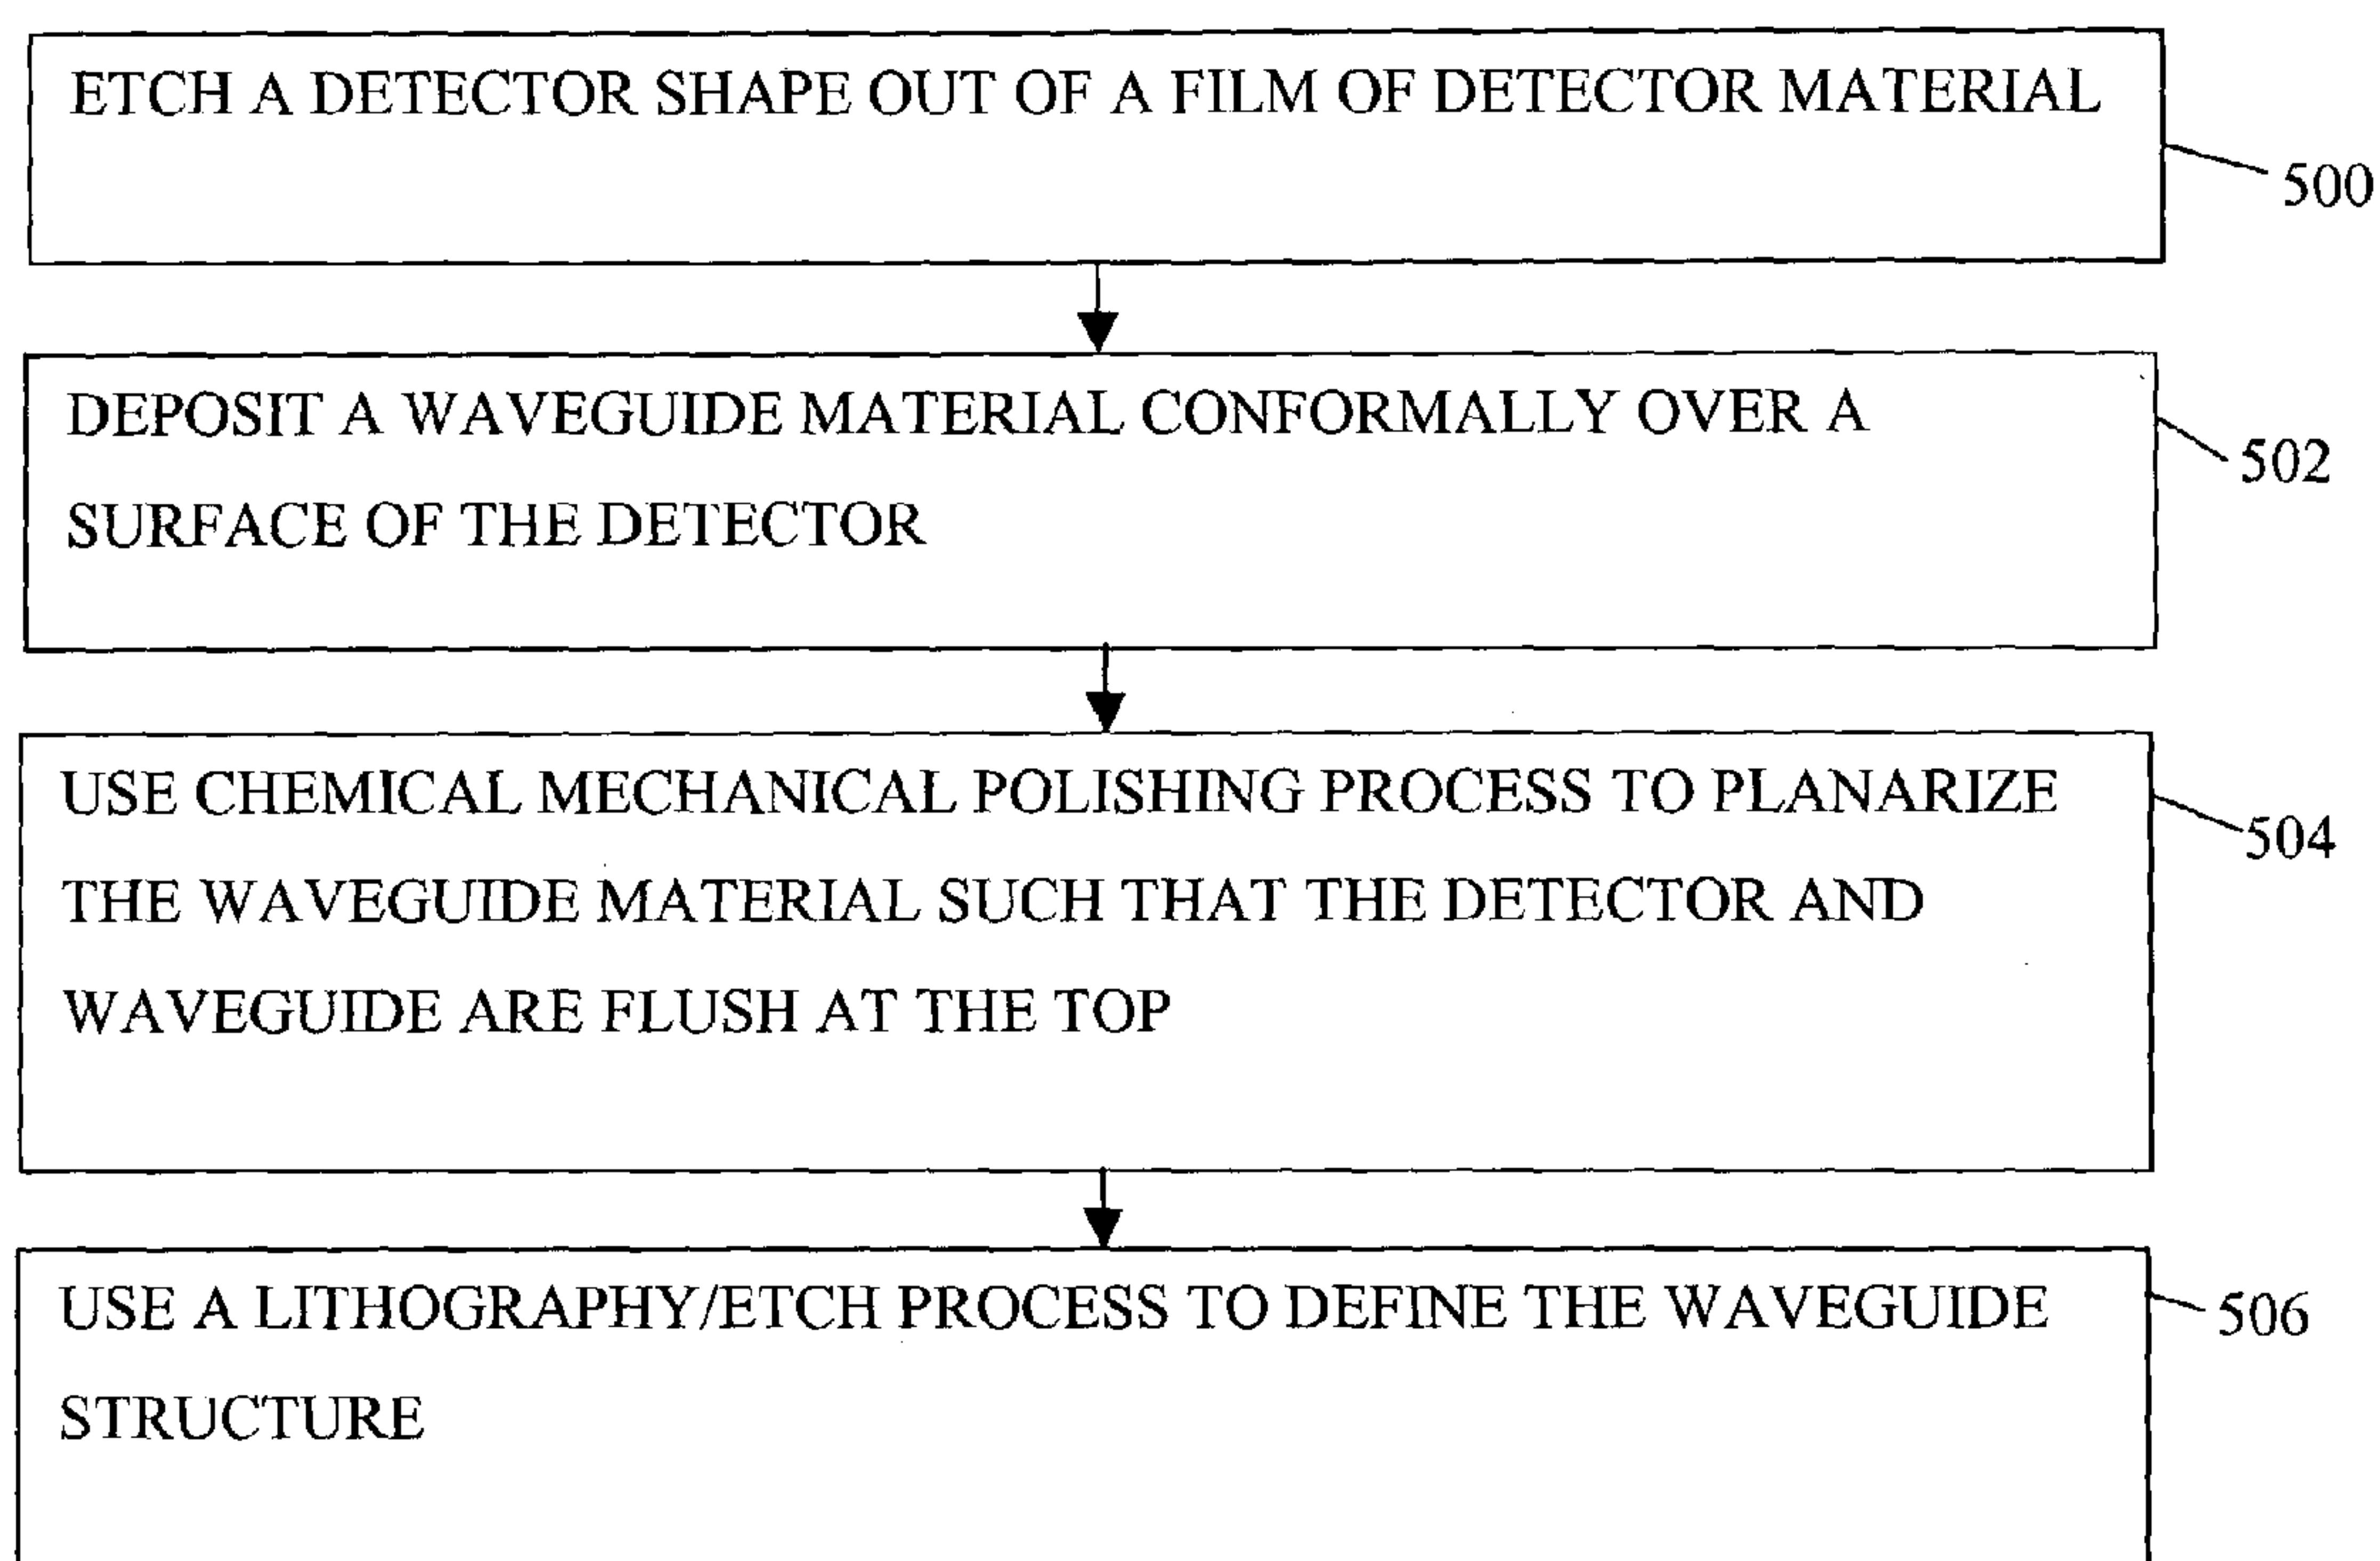 ETCH A DETECTOR SHAPE OUT OF A FILM OF DETECTOR MATERIAL
500
DEPOSIT A WAVEGUIDE MATERIAL CONFORMALLY OVER A
502
SURFACE OF THE DETECTOR
USE CHEMICAL MECHANICAL POLISHING PROCESS TO PLANARIZE
504
THE WAVEGUIDE MATERIAL SUCH THAT THE DETECTOR AND
WAVEGUIDE ARE FLUSH AT THE TOP
USE A LITHOGRAPHY/ETCH PROCESS TO DEFINE THE WAVEGUIDE
506
STRUCTURE